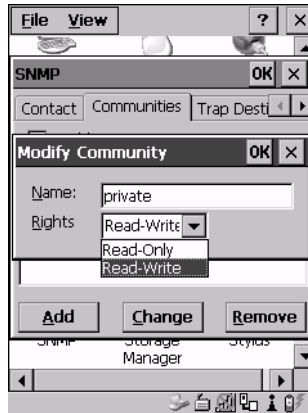 File View ? ×
SNMP OK ×
Contact Communities Trap Desti
Modify Community OK ×
Name: private
Rights Read-Write
Read-Only
Read-Write
Add Change Remove
SNMP Storage Stylus
Manager